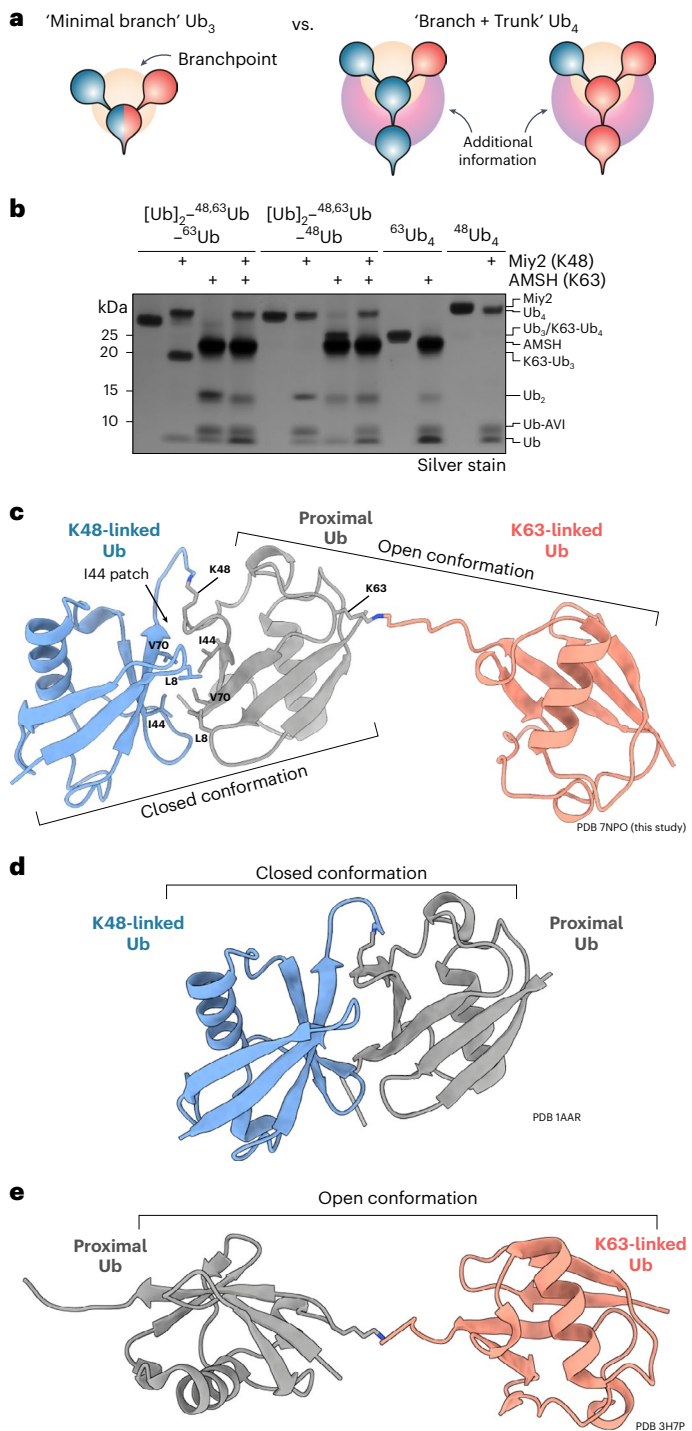 a
'Minimal branch' Ub3
vs.
'Branch + Trunk' Ub4
Branchpoint
Additional
information
b
[Ub]2–48,63Ub
–63Ub
[Ub]2–48,63Ub
–48Ub
63Ub4
48Ub4
+ + + + + Miy2 (K48)
+ + + + + AMSH (K63)
kDa
25
20
15
10
Miy2
Ub4
Ub3/K63-Ub4
AMSH
K63-Ub3
Ub2
Ub-AVI
Ub
Silver stain
c
K48-linked
Ub
Proximal
Ub
K63-linked
Ub
Open conformation
I44 patch
K48
K63
V70
I44
L8
V70
I44
L8
Closed conformation
PDB 7NPO (this study)
d
Closed conformation
K48-linked
Ub
Proximal
Ub
PDB 1AAR
e
Open conformation
Proximal
Ub
K63-linked
Ub
PDB 3H7P